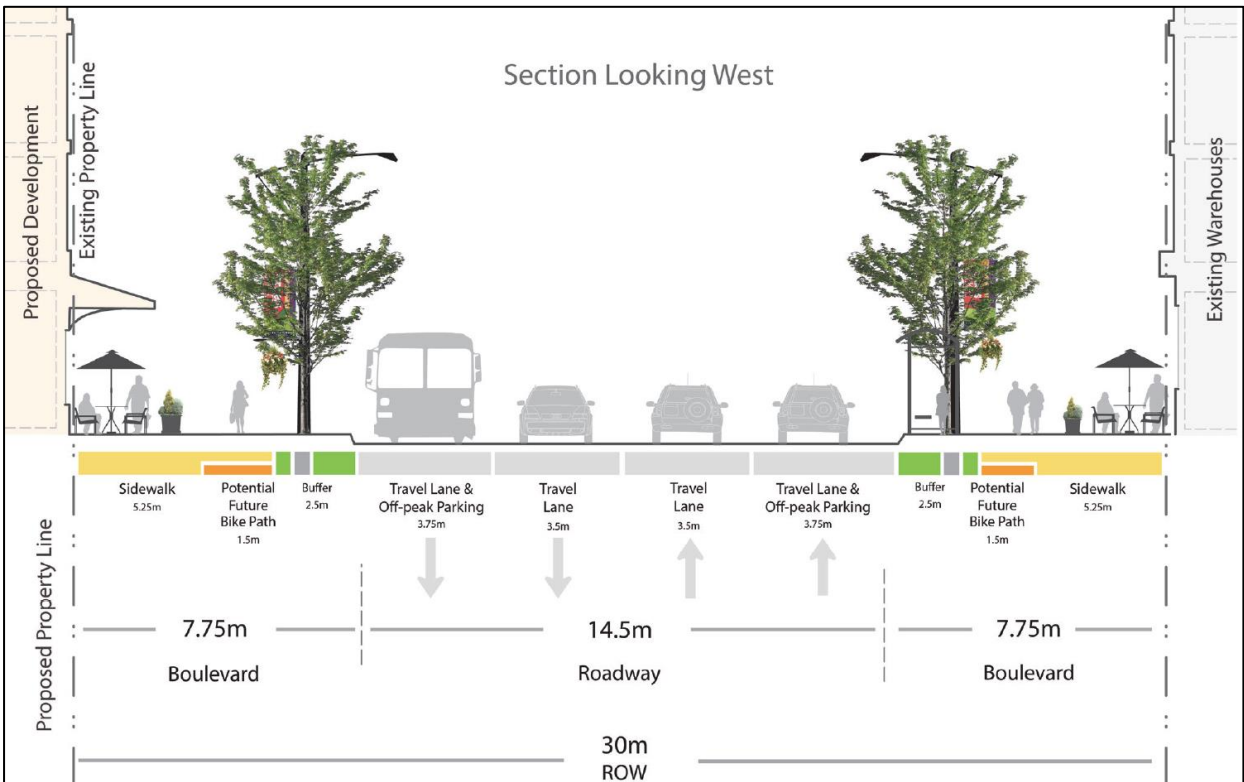 Section Looking West
Proposed Development
Existing Property Line
Existing Warehouses
Sidewalk
5.25m
Potential
Future
Bike Path
1.5m
Buffer
2.5m
Travel Lane &
Off-peak Parking
3.75m
Travel
Lane
3.5m
Travel
Lane
3.5m
Travel Lane &
Off-peak Parking
3.75m
Buffer
2.5m
Potential
Future
Bike Path
1.5m
Sidewalk
5.25m
Proposed Property Line
7.75m
Boulevard
14.5m
Roadway
7.75m
Boulevard
30m
ROW